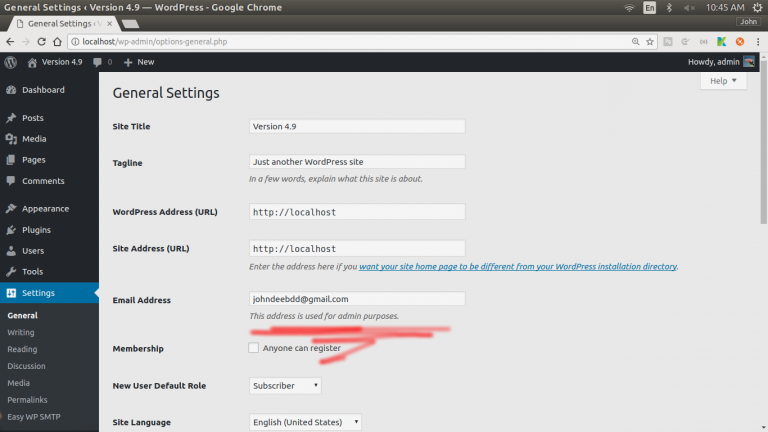 General Settings ‹ Version 4.9 — WordPress - Google Chrome
En
10:45 AM
General Settings ‹ V
John
localhost/wp-admin/options-general.php
Version 4.9
0
New
Howdy, admin
Help
Dashboard
Posts
Media
Pages
Comments
Appearance
Plugins
Users
Tools
Settings
General
Writing
Reading
Discussion
Media
Permalinks
Easy WP SMTP
General Settings
Site Title
Version 4.9
Tagline
Just another WordPress site
In a few words, explain what this site is about.
WordPress Address (URL)
http://localhost
Site Address (URL)
http://localhost
Enter the address here if you want your site home page to be different from your WordPress installation directory.
Email Address
johndeebdd@gmail.com
This address is used for admin purposes.
Membership
Anyone can register
New User Default Role
Subscriber
Site Language
English (United States)